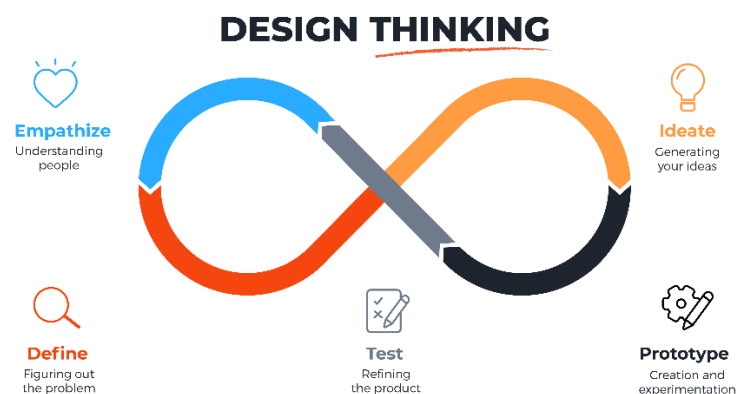 DESIGN THINKING
Empathize
Understanding
people
Ideate
Generating
your ideas
Define
Figuring out
the problem
Test
Refining
the product
Prototype
Creation and
experimentation